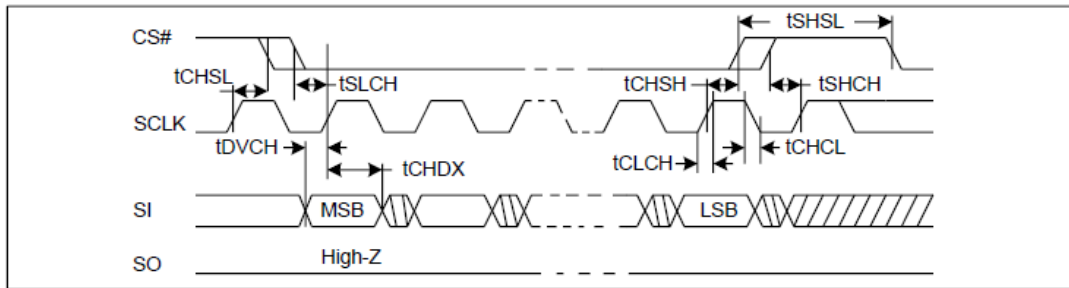 tSHSL
CS#
tCHSL
tSLCH
tCHSH
tSHCH
SCLK
tDVCH
tCHDX
tCLCH
tCHCL
SI
MSB
LSB
High-Z
SO